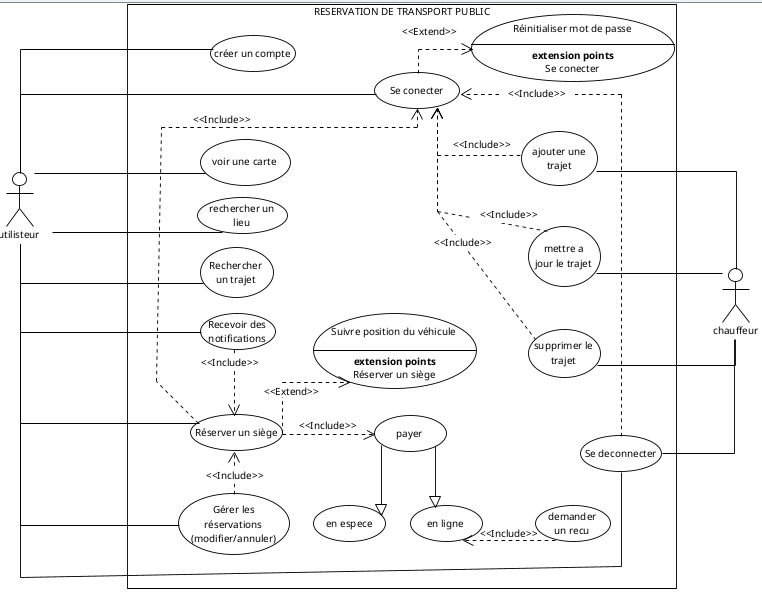 RESERVATION DE TRANSPORT PUBLIC
<<Extend>>
Réinitialiser mot de passe
extension points
Se conecter
créer un compte
Se conecter
<<Include>>
<<Include>>
<<Include>>
voir une carte
ajouter une
trajet
utilisteur
rechercher un
lieu
<<Include>>
<<Include>>
mettre a
jour le trajet
Rechercher
un trajet
chauffeur
Recevoir des
notifications
Suivre position du véhicule
extension points
Réserver un siège
supprimer le
trajet
<<Include>>
<<Extend>>
Réserver un siège
<<Include>>
payer
Se deconnecter
<<Include>>
Gérer les
réservations
(modifier/annuler)
en espece
en ligne
<<Include>>
demander
un recu